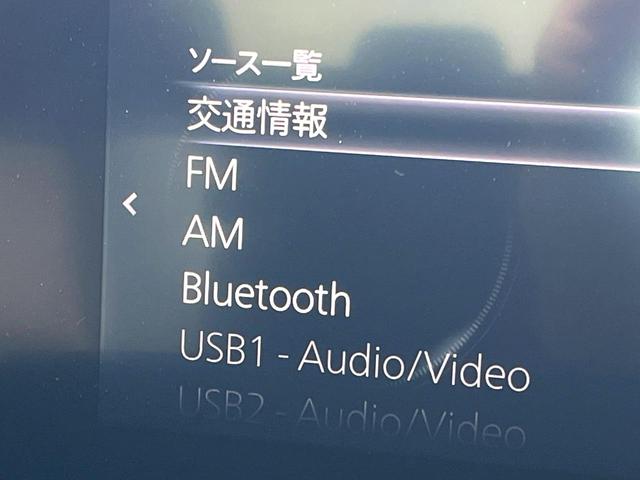 ソース一覧
交通情報
FM
AM
Bluetooth
USB1 - Audio/Video
USB2 - Audio/Video